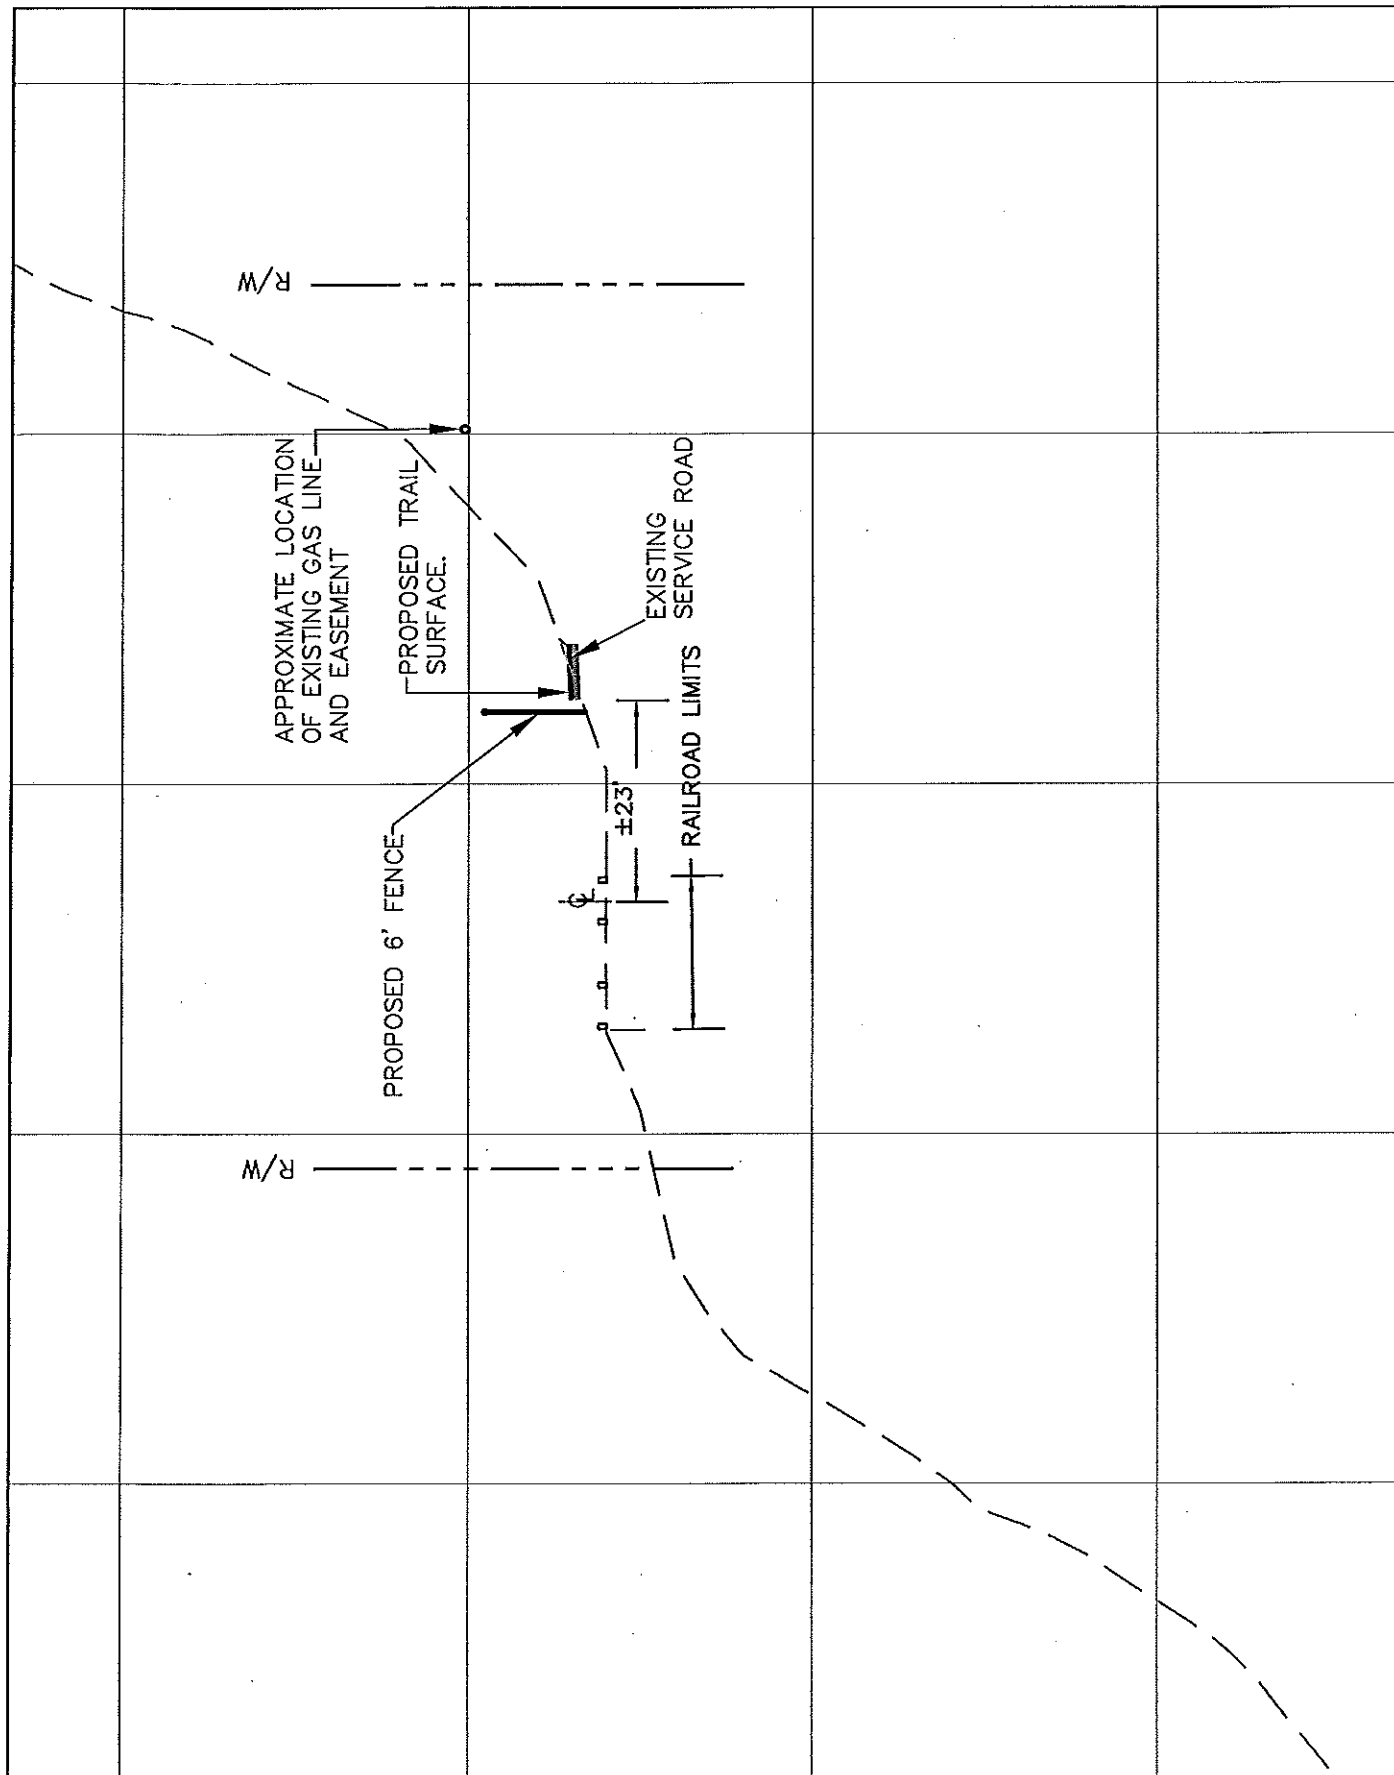 R/W
APPROXIMATE LOCATION
OF EXISTING GAS LINE
AND EASEMENT
PROPOSED TRAIL
SURFACE.
EXISTING
SERVICE ROAD
PROPOSED 6' FENCE
±23'
RAILROAD LIMITS
CL
R/W